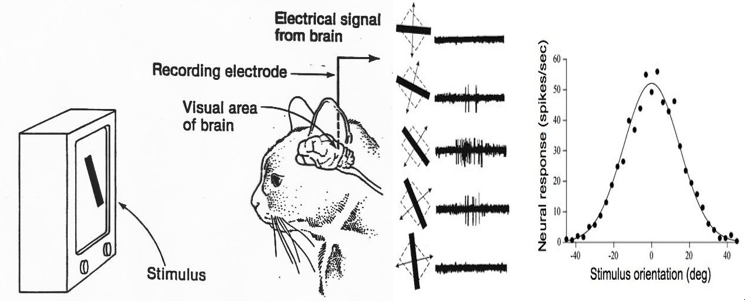 Electrical signal
from brain
Recording electrode
Visual area
of brain
Stimulus
Neural response (spikes/sec)
60
50
40
30
20
10
0
-40 -20 0 20 40
Stimulus orientation (deg)